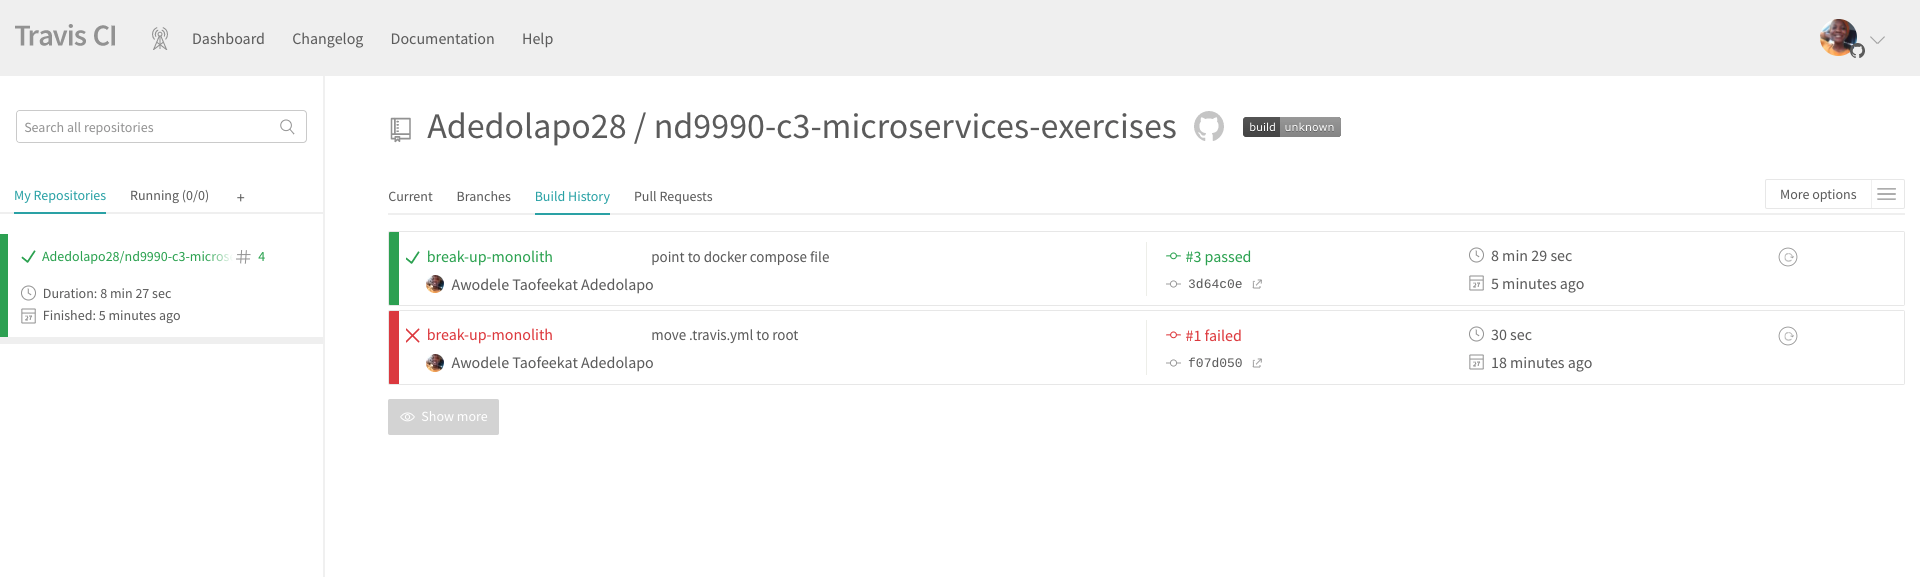 Travis CI
Dashboard Changelog Documentation Help
Search all repositories
My Repositories Running (0/0) +
Adedolapo28/nd9990-c3-micros # 4
Duration: 8 min 27 sec
Finished: 5 minutes ago
Adedolapo28 / nd9990-c3-microservices-exercises build unknown
Current Branches Build History Pull Requests More options
break-up-monolith point to docker compose file #3 passed 8 min 29 sec
Awodele Taofeekat Adedolapo 3d64c0e 27 5 minutes ago
break-up-monolith move .travis.yml to root #1 failed 30 sec
Awodele Taofeekat Adedolapo f07d050 27 18 minutes ago
Show more